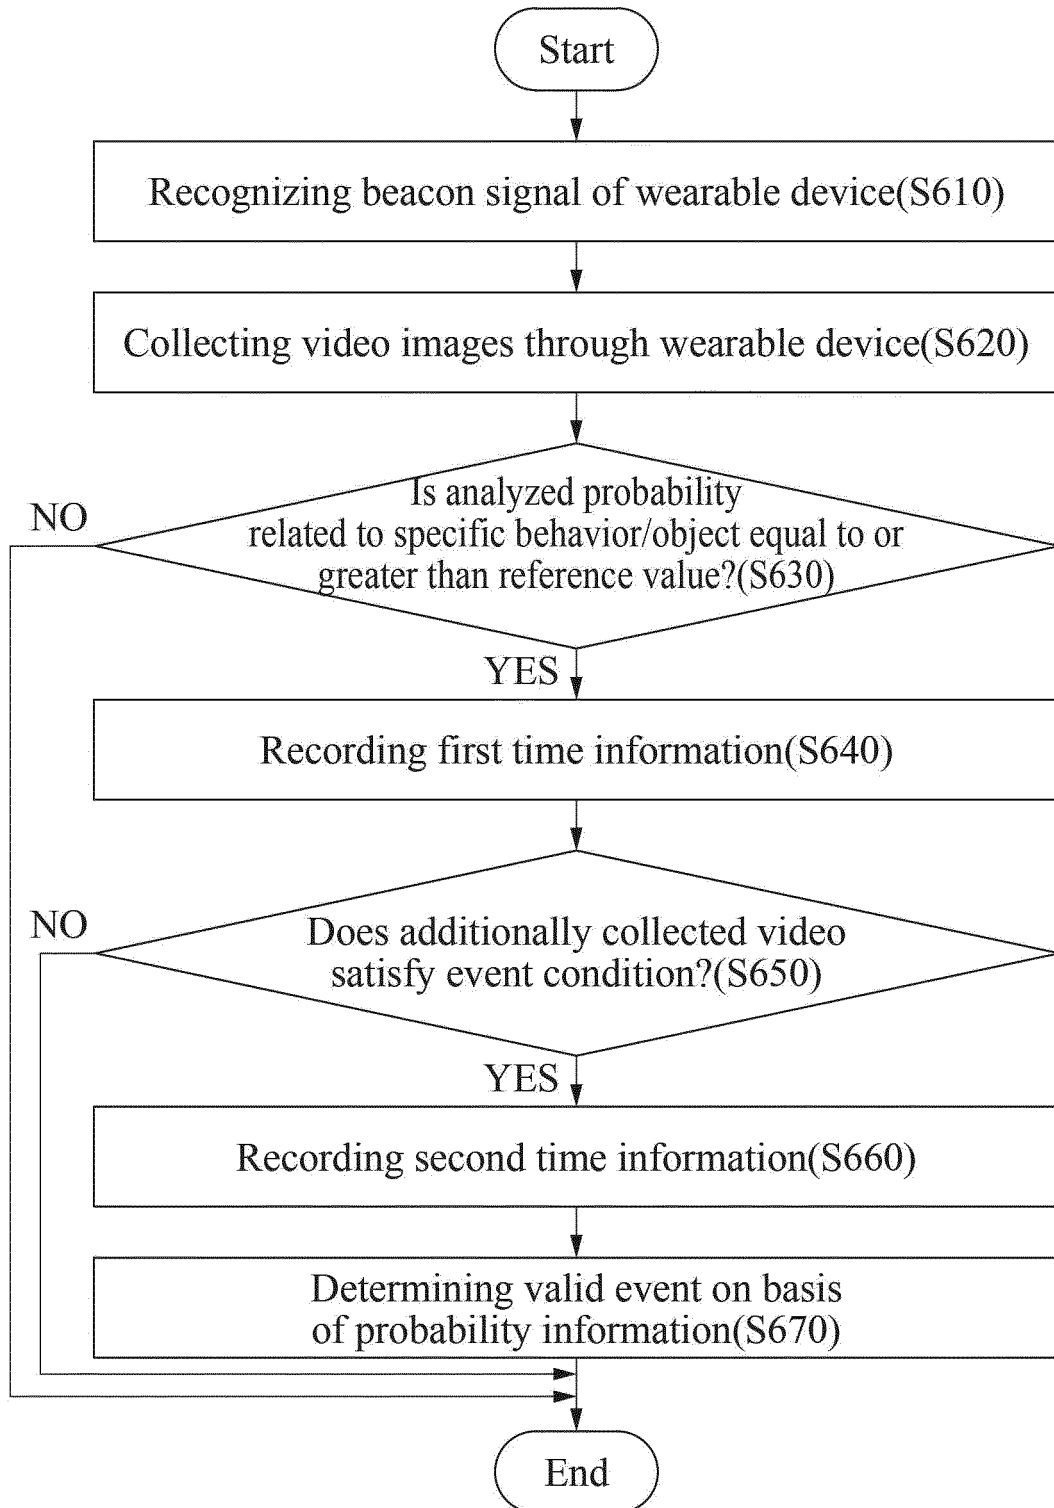 Start
Recognizing beacon signal of wearable device(S610)
Collecting video images through wearable device(S620)
NO
Is analyzed probability
related to specific behavior/object equal to or
greater than reference value?(S630)
YES
Recording first time information(S640)
NO
Does additionally collected video
satisfy event condition?(S650)
YES
Recording second time information(S660)
Determining valid event on basis
of probability information(S670)
End